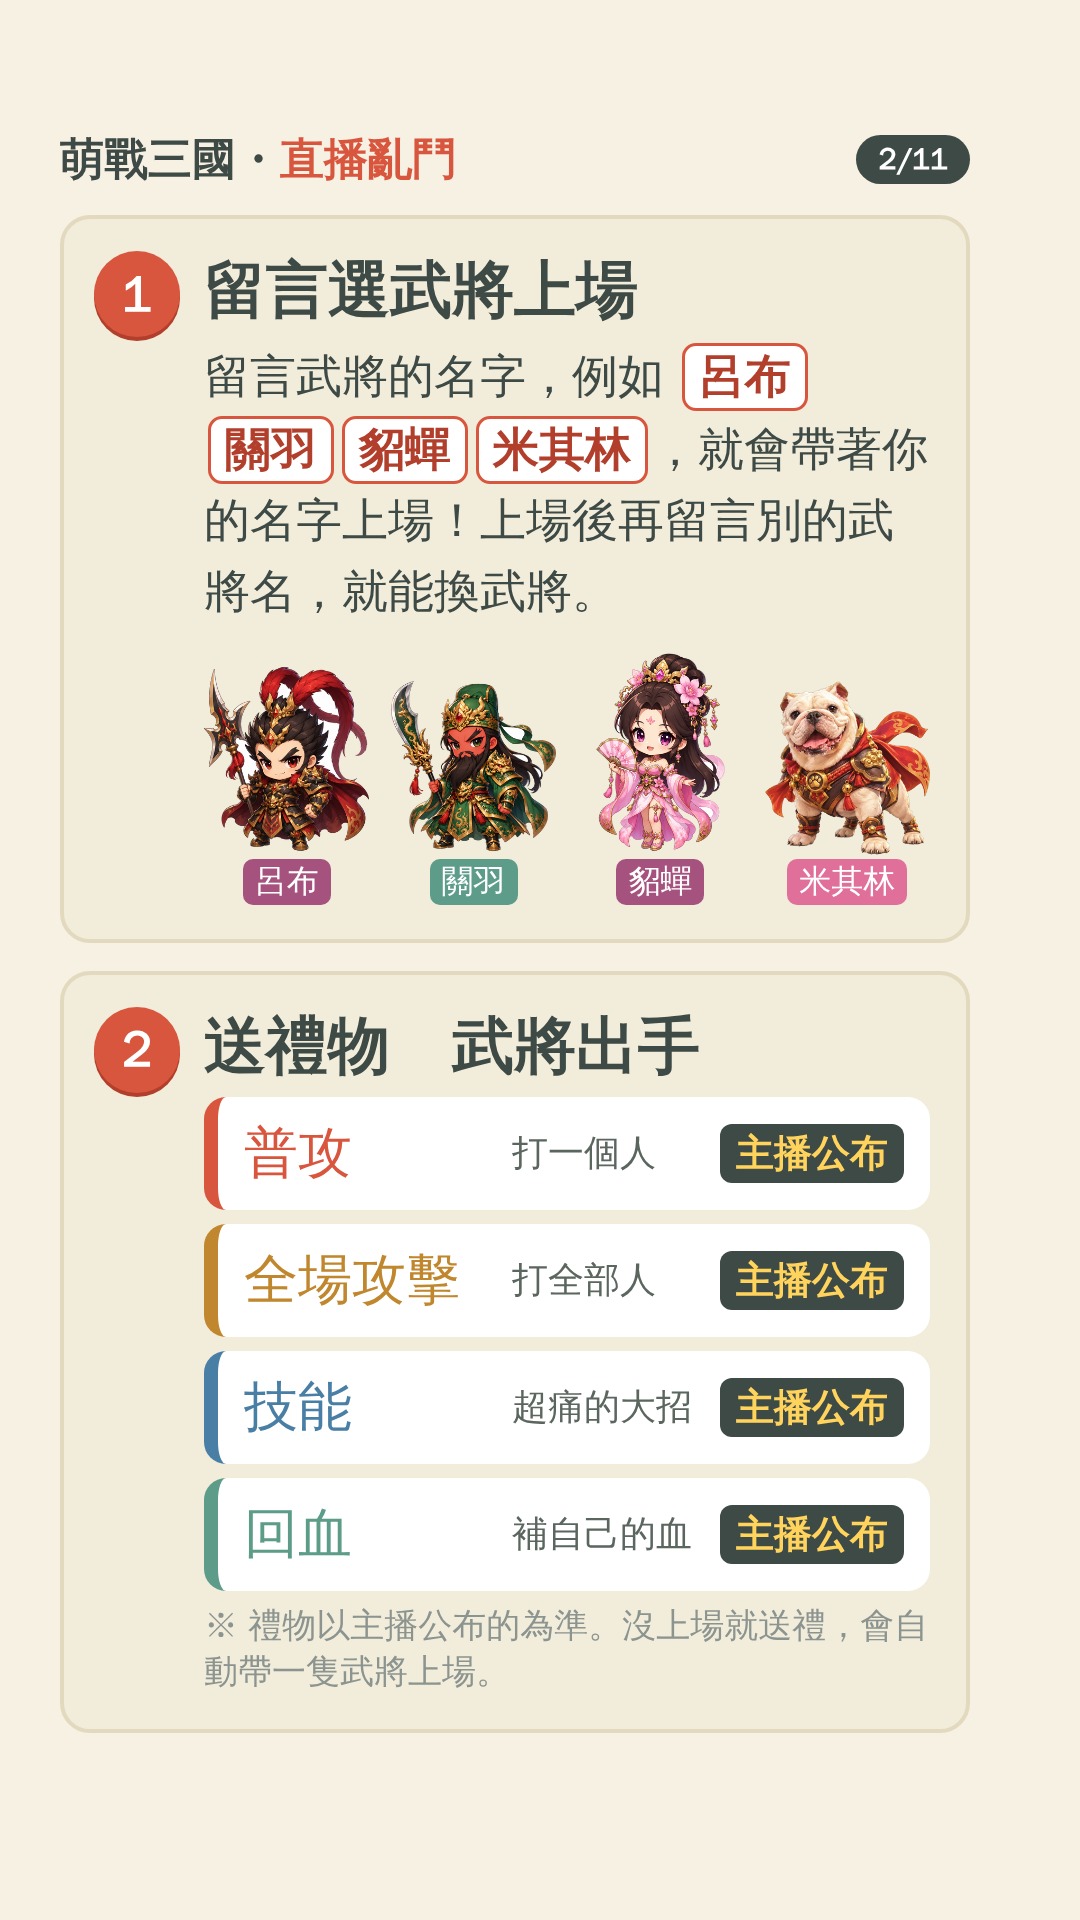 萌戰三國・直播亂鬥
2/11
1
留言選武將上場
留言武將的名字，例如 呂布
關羽 貂蟬 米其林，就會帶著你
的名字上場！上場後再留言別的武
將名，就能換武將。
呂布 關羽 貂蟬 米其林
2
送禮物　武將出手
普攻 打一個人 主播公布
全場攻擊 打全部人 主播公布
技能 超痛的大招 主播公布
回血 補自己的血 主播公布
※ 禮物以主播公布的為準。沒上場就送禮，會自
動帶一隻武將上場。